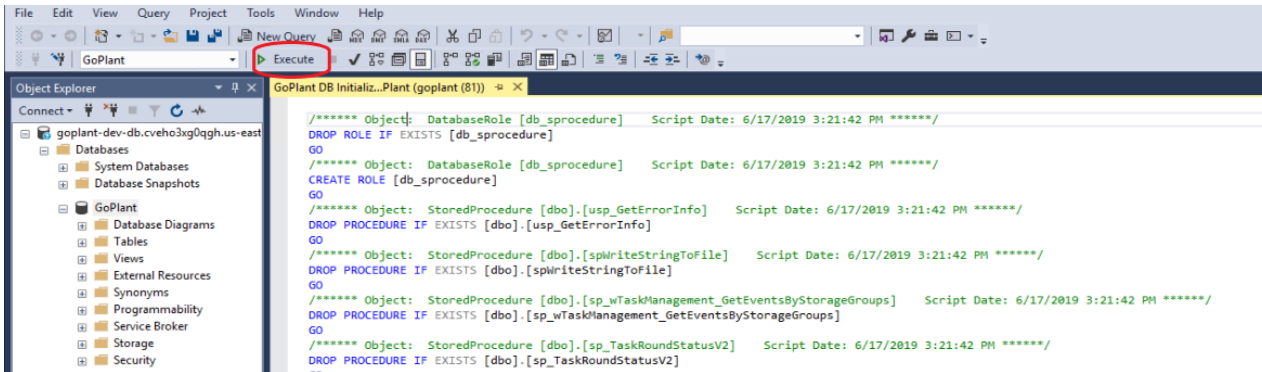 File Edit View Query Project Tools Window Help
New Query
GoPlant Execute
Object Explorer
Connect
goplant-dev-db.cveho3xg0qgh.us-east
Databases
System Databases
Database Snapshots
GoPlant
Database Diagrams
Tables
Views
External Resources
Synonyms
Programmability
Service Broker
Storage
Security
GoPlant DB Initializ...Plant (goplant (81))
/****** Object: DatabaseRole [db_sprocedure] Script Date: 6/17/2019 3:21:42 PM ******/
DROP ROLE IF EXISTS [db_sprocedure]
GO
/****** Object: DatabaseRole [db_sprocedure] Script Date: 6/17/2019 3:21:42 PM ******/
CREATE ROLE [db_sprocedure]
GO
/****** Object: StoredProcedure [dbo].[usp_GetErrorInfo] Script Date: 6/17/2019 3:21:42 PM ******/
DROP PROCEDURE IF EXISTS [dbo].[usp_GetErrorInfo]
GO
/****** Object: StoredProcedure [dbo].[spWriteStringToFile] Script Date: 6/17/2019 3:21:42 PM ******/
DROP PROCEDURE IF EXISTS [dbo].[spWriteStringToFile]
GO
/****** Object: StoredProcedure [dbo].[sp_wTaskManagement_GetEventsByStorageGroups] Script Date: 6/17/2019 3:21:42 PM ******/
DROP PROCEDURE IF EXISTS [dbo].[sp_wTaskManagement_GetEventsByStorageGroups]
GO
/****** Object: StoredProcedure [dbo].[sp_TaskRoundStatusV2] Script Date: 6/17/2019 3:21:42 PM ******/
DROP PROCEDURE IF EXISTS [dbo].[sp_TaskRoundStatusV2]